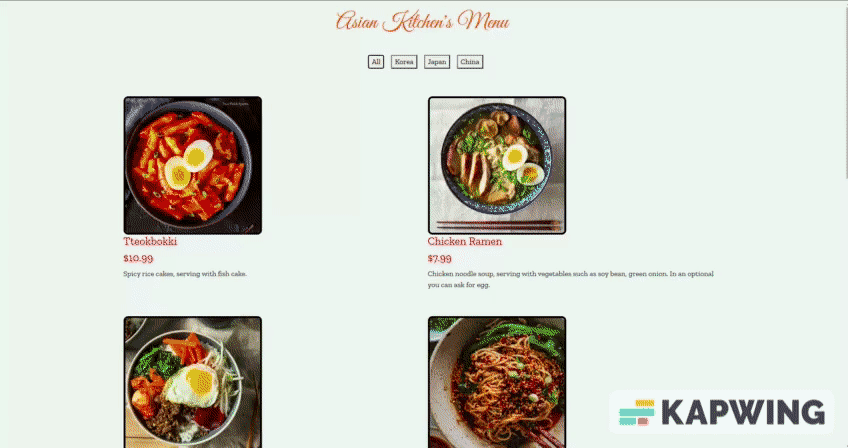 Asian Kitchen's Menu
All Korea Japan China
Tteokbokki
$10.99
Spicy rice cakes, serving with fish cake.
Chicken Ramen
$7.99
Chicken noodle soup, serving with vegetables such as soy bean, green onion. In an optional
you can ask for egg.
KAPWING